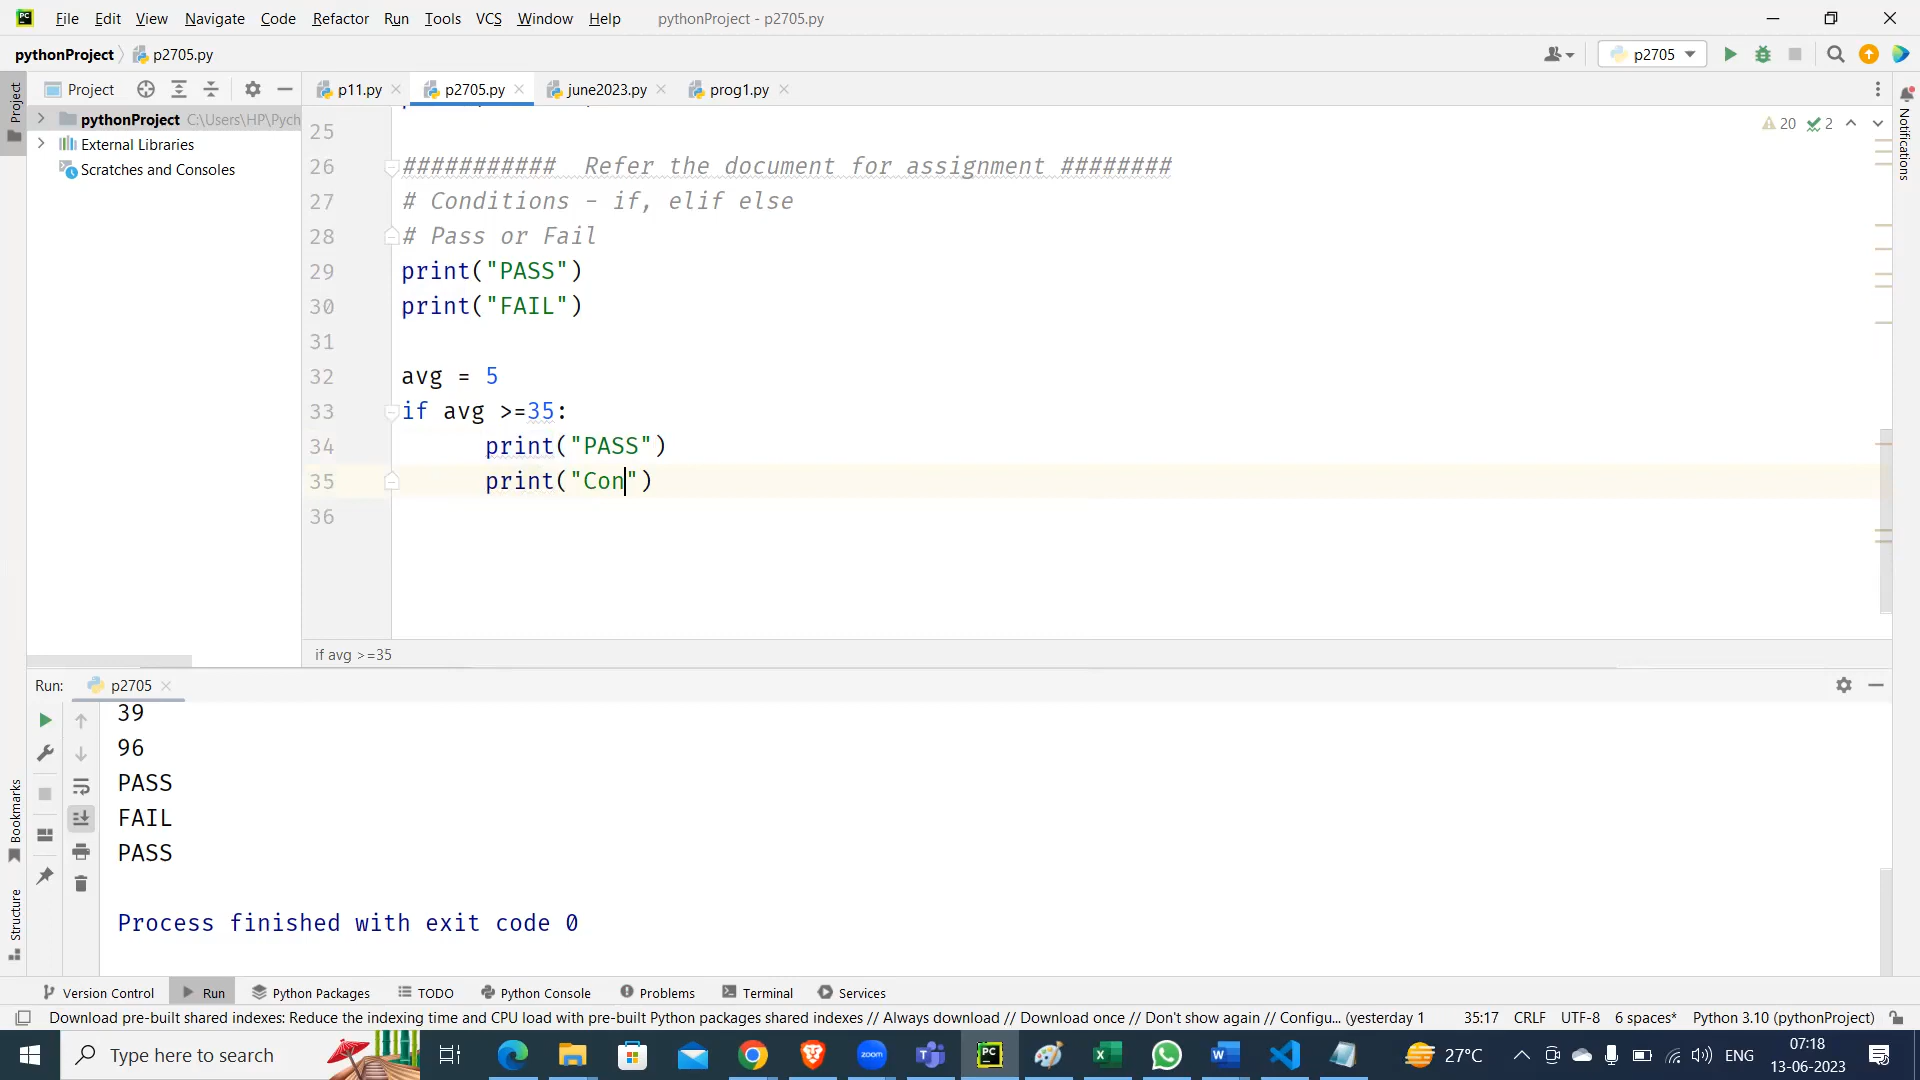 File Edit View Navigate Code Refactor Run Tools VCS Window Help pythonProject - p2705.py
pythonProject p2705.py p2705
Project p11.py p2705.py june2023.py prog1.py
pythonProject C:\Users\HP\Pych
External Libraries
Scratches and Consoles
Project
Notifications
20 2
25
26 ########### Refer the document for assignment ########
27 # Conditions - if, elif else
28 # Pass or Fail
29 print("PASS")
30 print("FAIL")
31
32 avg = 5
33 if avg >=35:
34 print("PASS")
35 print("Con")
36
if avg >=35
Run: p2705
39
96
PASS
FAIL
PASS
Process finished with exit code 0
Bookmarks
Structure
Version Control Run Python Packages TODO Python Console Problems Terminal Services
Download pre-built shared indexes: Reduce the indexing time and CPU load with pre-built Python packages shared indexes // Always download // Download once // Don't show again // Configu... (yesterday 1 35:17 CRLF UTF-8 6 spaces* Python 3.10 (pythonProject)
Type here to search zoom 27°C ENG 07:18
13-06-2023